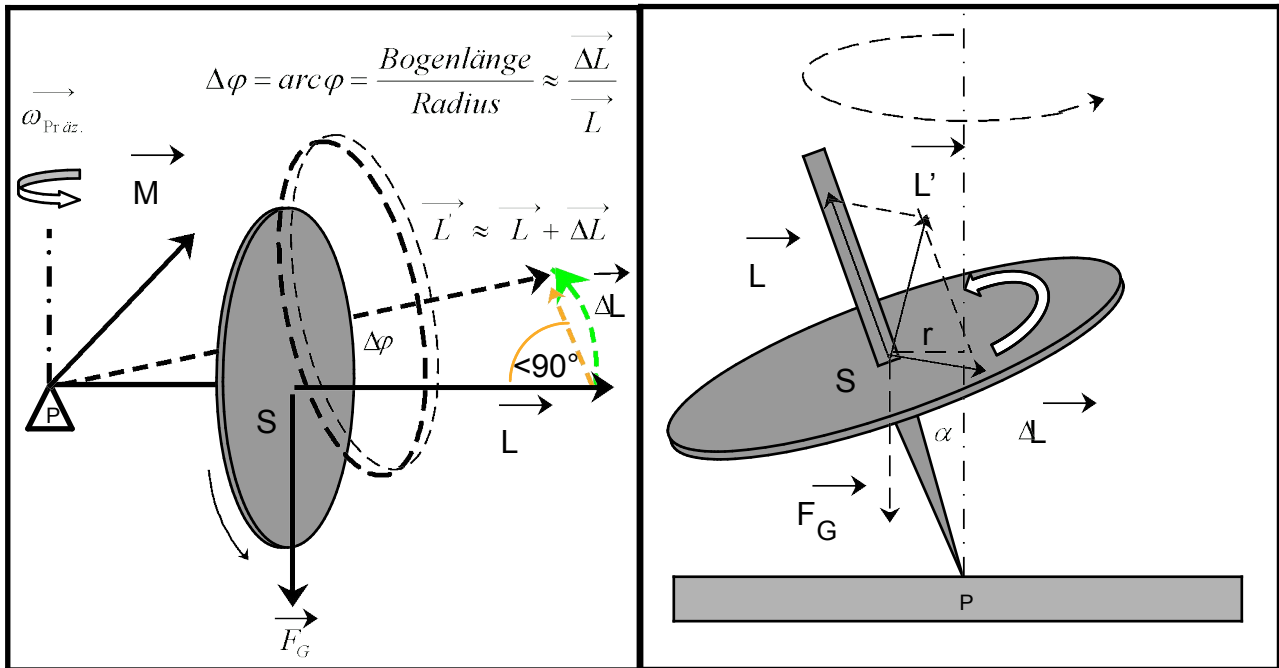 Δφ = arc φ = Bogenlänge / Radius ≈ ΔL / L
ω Präz.
M
L' ≈ L + ΔL
ΔL
Δφ
<90°
P
S
L
F_G
L'
L
r
S
α
ΔL
F_G
P